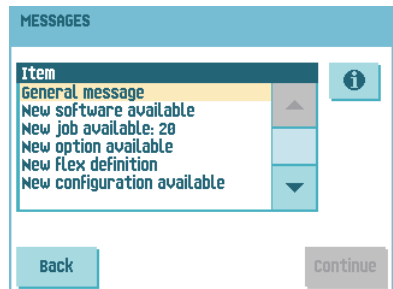 MESSAGES
Item
General message
New software available
New job available: 20
New option available
New flex definition
New configuration available
Back
Continue